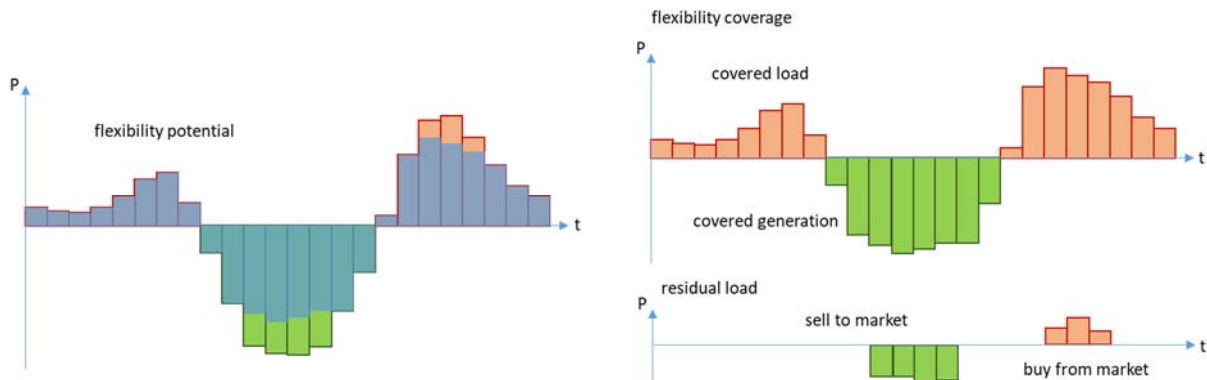 P
flexibility potential
t
flexibility coverage
P
covered load
t
covered generation
residual load
P
sell to market
t
buy from market